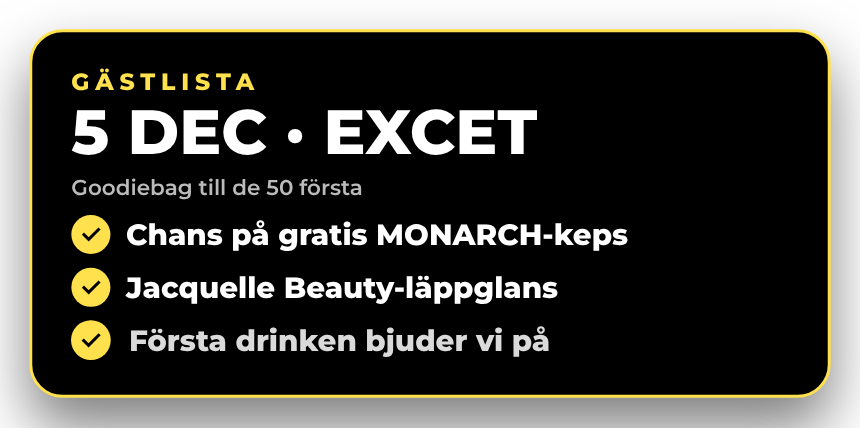 GÄSTLISTA
5 DEC • EXCET
Goodiebag till de 50 första
Chans på gratis MONARCH-keps
Jacquelle Beauty-läppglans
Första drinken bjuder vi på